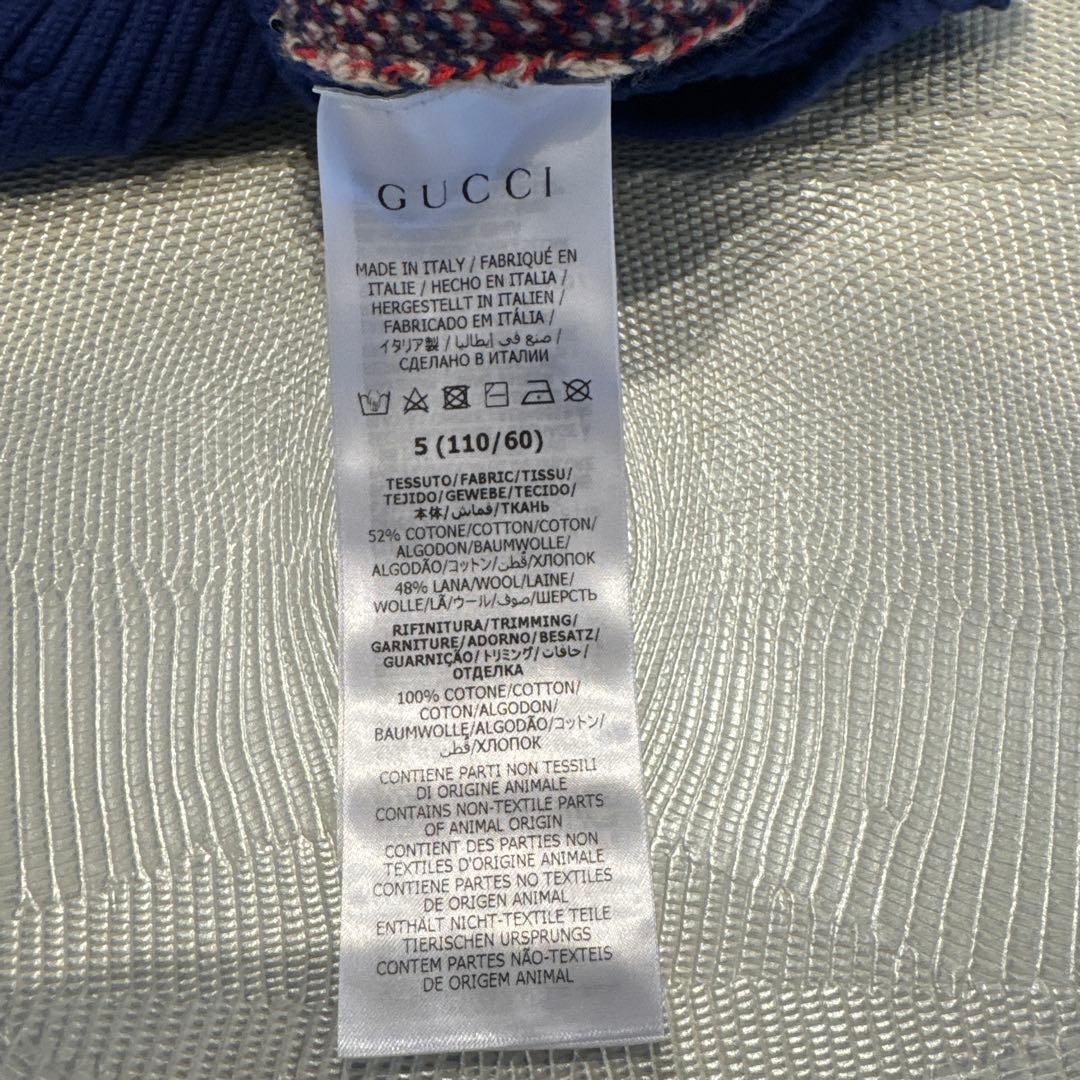 GUCCI
MADE IN ITALY / FABRIQUÉ EN
ITALIE / HECHO EN ITALIA /
HERGESTELLT IN ITALIEN /
FABRICADO EM ITÁLIA /
イタリア製 / صنع في إيطاليا /
СДЕЛАНО В ИТАЛИИ
5 (110/60)
TESSUTO/FABRIC/TISSU/
TEJIDO/GEWEBE/TECIDO/
本体/قماش/ТКАНЬ
52% COTONE/COTTON/COTON/
ALGODON/BAUMWOLLE/
ALGODÃO/コットン/قطن/ХЛОПОК
48% LANA/WOOL/LAINE/
WOLLE/LÃ/ウール/صوف/ШЕРСТЬ
RIFINITURA/TRIMMING/
GARNITURE/ADORNO/BESATZ/
GUARNIÇÃO/トリミング/حافات/
ОТДЕЛКА
100% COTONE/COTTON/
COTON/ALGODON/
BAUMWOLLE/ALGODÃO/コットン/
قطن/ХЛОПОК
CONTIENE PARTI NON TESSILI
DI ORIGINE ANIMALE
CONTAINS NON-TEXTILE PARTS
OF ANIMAL ORIGIN
CONTIENT DES PARTIES NON
TEXTILES D'ORIGINE ANIMALE
CONTIENE PARTES NO TEXTILES
DE ORIGEN ANIMAL
ENTHÄLT NICHT-TEXTILE TEILE
TIERISCHEN URSPRUNGS
CONTEM PARTES NÃO-TEXTEIS
DE ORIGEM ANIMAL